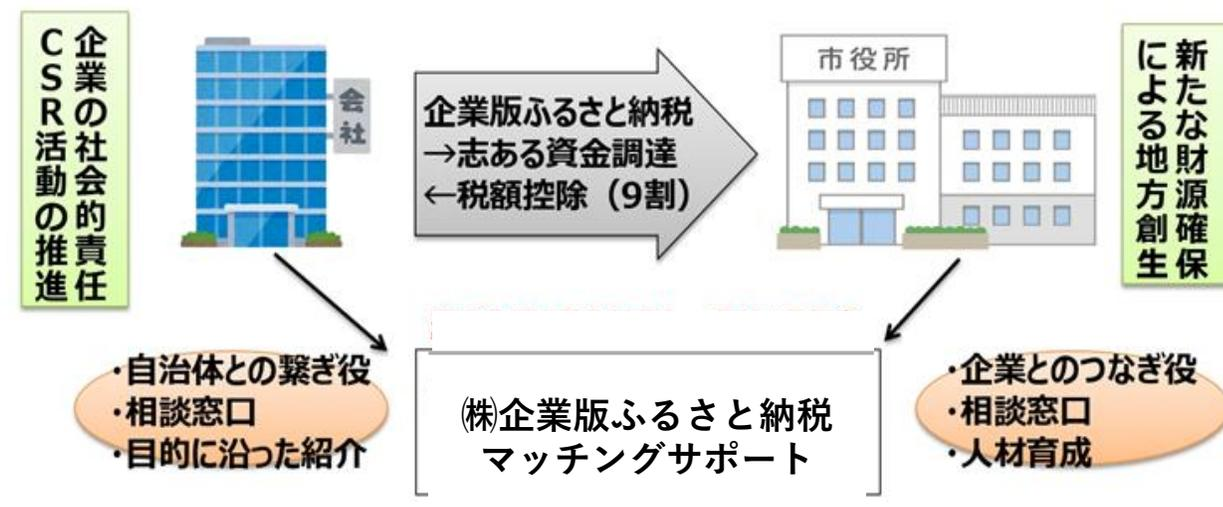 企業の社会的責任
CSR活動の推進
会社
企業版ふるさと納税
→志ある資金調達
←税額控除（9割）
市役所
新たな財源確保
による地方創生
・自治体との繋ぎ役
・相談窓口
・目的に沿った紹介
㈱企業版ふるさと納税
マッチングサポート
・企業とのつなぎ役
・相談窓口
・人材育成